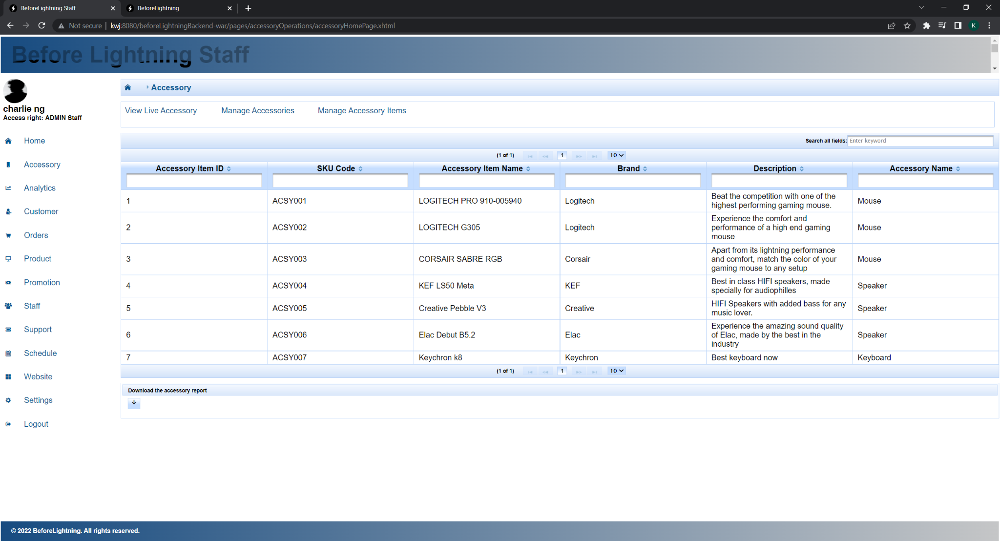 BeforeLightning Staff
BeforeLightning
Not secure | kwj:8080/beforeLightningBackend-war/pages/accessoryOperations/accessoryHomePage.xhtml
K
Before Lightning Staff
charlie ng
Access right: ADMIN Staff
Home
Accessory
Analytics
Customer
Orders
Product
Promotion
Staff
Support
Schedule
Website
Settings
Logout
Accessory
View Live Accessory Manage Accessories Manage Accessory Items
Search all fields: Enter keyword
(1 of 1) 1 10
Accessory Item ID SKU Code Accessory Item Name Brand Description Accessory Name
1 ACSY001 LOGITECH PRO 910-005940 Logitech Beat the competition with one of the
highest performing gaming mouse. Mouse
2 ACSY002 LOGITECH G305 Logitech Experience the comfort and
performance of a high end gaming
mouse Mouse
3 ACSY003 CORSAIR SABRE RGB Corsair Apart from its lightning performance
and comfort, match the color of your
gaming mouse to any setup Mouse
4 ACSY004 KEF LS50 Meta KEF Best in class HIFI speakers, made
specially for audiophilles Speaker
5 ACSY005 Creative Pebble V3 Creative HIFI Speakers with added bass for any
music lover. Speaker
6 ACSY006 Elac Debut B5.2 Elac Experience the amazing sound quality
of Elac, made by the best in the
industry Speaker
7 ACSY007 Keychron k8 Keychron Best keyboard now Keyboard
(1 of 1) 1 10
Download the accessory report
© 2022 BeforeLightning. All rights reserved.